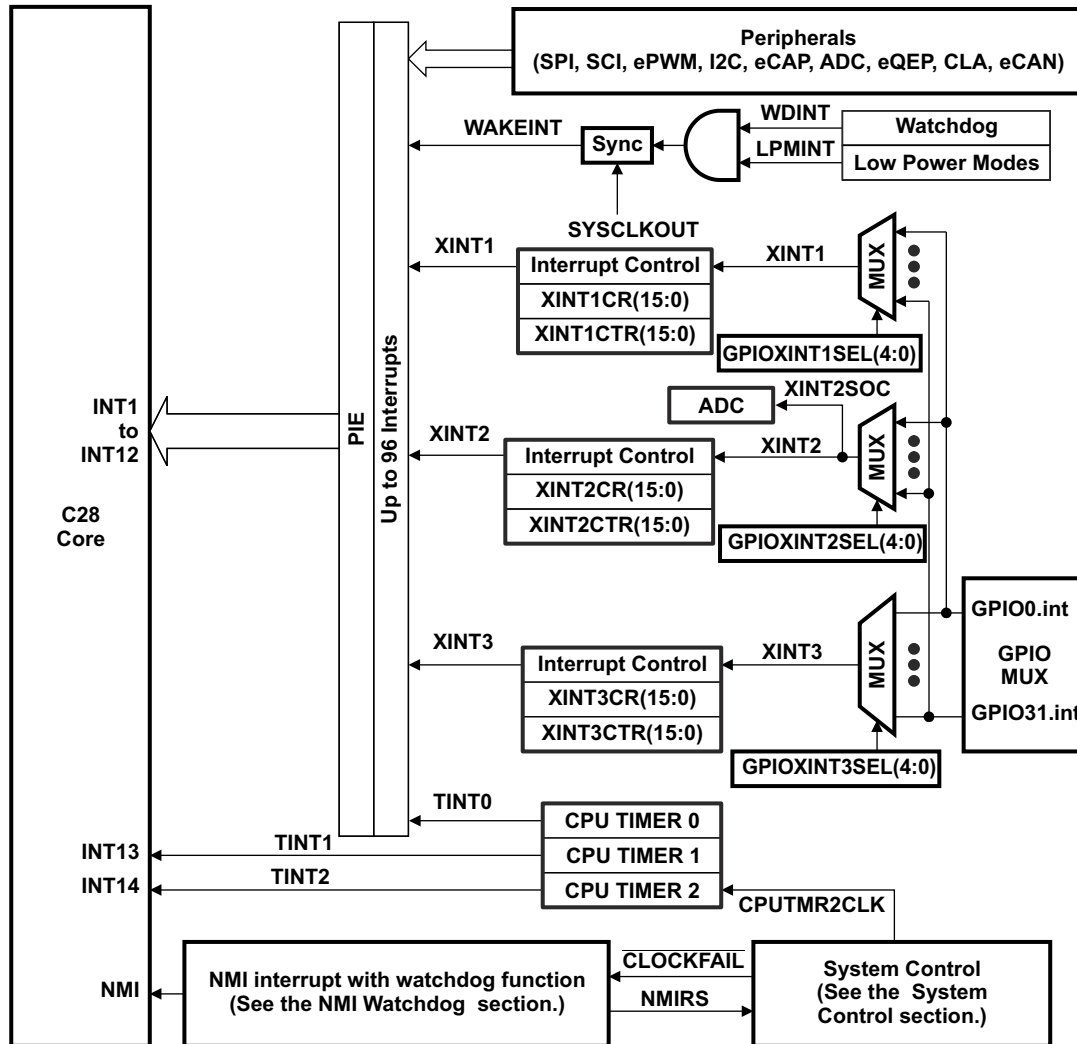 Peripherals
(SPI, SCI, ePWM, I2C, eCAP, ADC, eQEP, CLA, eCAN)
WAKEINT
Sync
WDINT
LPMINT
Watchdog
Low Power Modes
SYSCLKOUT
XINT1
Interrupt Control
XINT1CR(15:0)
XINT1CTR(15:0)
XINT1
MUX
GPIOXINT1SEL(4:0)
INT1
to
INT12
C28
Core
PIE
Up to 96 Interrupts
ADC
XINT2SOC
XINT2
Interrupt Control
XINT2CR(15:0)
XINT2CTR(15:0)
XINT2
MUX
GPIOXINT2SEL(4:0)
XINT3
Interrupt Control
XINT3CR(15:0)
XINT3CTR(15:0)
XINT3
MUX
GPIOXINT3SEL(4:0)
GPIO0.int
GPIO
MUX
GPIO31.int
TINT0
CPU TIMER 0
INT13
TINT1
CPU TIMER 1
INT14
TINT2
CPU TIMER 2
CPUTMR2CLK
NMI
NMI interrupt with watchdog function
(See the NMI Watchdog section.)
CLOCKFAIL
NMIRS
System Control
(See the System
Control section.)